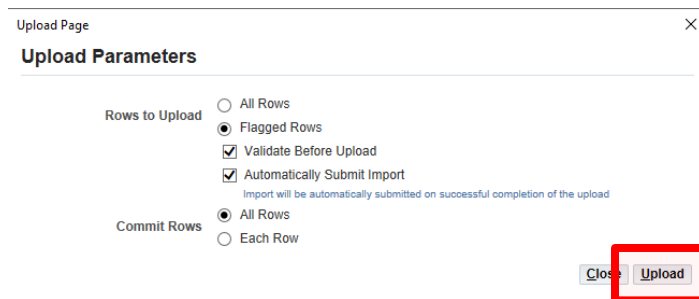 Upload Page
Upload Parameters
Rows to Upload
All Rows
Flagged Rows
Validate Before Upload
Automatically Submit Import
Import will be automatically submitted on successful completion of the upload
Commit Rows
All Rows
Each Row
Close Upload